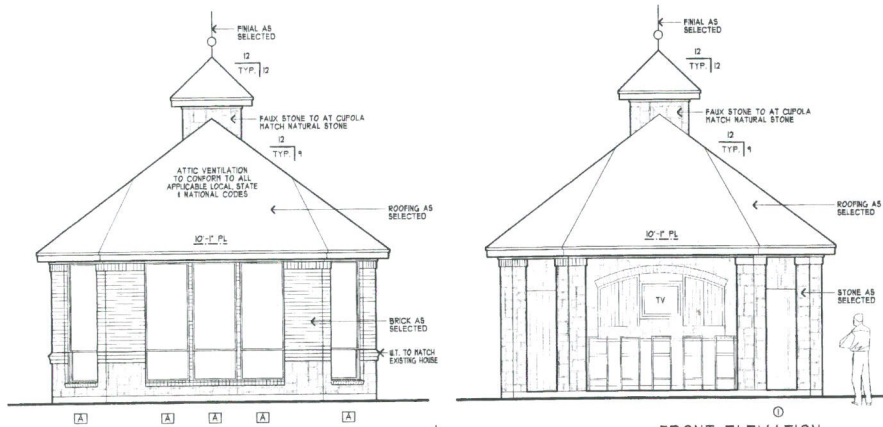 FINIAL AS
SELECTED
12
TYP. 12
FAUX STONE TO AT CUPOLA
MATCH NATURAL STONE
12
TYP. 9
ATTIC VENTILATION
TO CONFORM TO ALL
APPLICABLE LOCAL, STATE
& NATIONAL CODES
ROOFING AS
SELECTED
10'-1" PL
BRICK AS
SELECTED
HT. TO MATCH
EXISTING HOUSE
A A A A A
FINIAL AS
SELECTED
12
TYP. 12
FAUX STONE TO AT CUPOLA
MATCH NATURAL STONE
12
TYP. 9
ROOFING AS
SELECTED
10'-1" PL
TV
STONE AS
SELECTED
1
FRONT ELEVATION